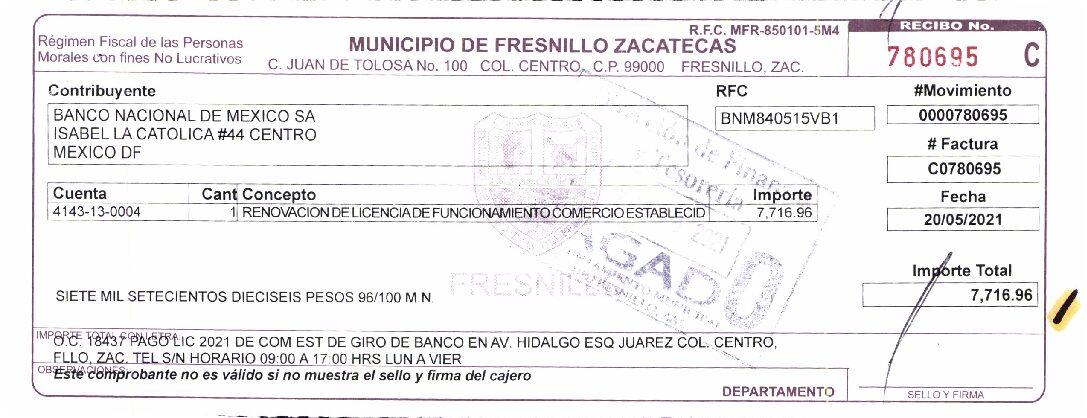 R.F.C. MFR-850101-5M4
RECIBO No.
Régimen Fiscal de las Personas
Morales con fines No Lucrativos
MUNICIPIO DE FRESNILLO ZACATECAS
C. JUAN DE TOLOSA No. 100 COL. CENTRO, C.P. 99000 FRESNILLO, ZAC.
780695 C
Contribuyente
RFC
#Movimiento
BANCO NACIONAL DE MEXICO SA
ISABEL LA CATOLICA #44 CENTRO
MEXICO DF
BNM840515VB1
0000780695
# Factura
C0780695
Cuenta Cant Concepto Importe
Fecha
4143-13-0004 1 RENOVACION DE LICENCIA DE FUNCIONAMIENTO COMERCIO ESTABLECID 7,716.96
20/05/2021
de Finan
Tesorería
2021
PAGADO
FRESNILLO
Importe Total
7,716.96
SIETE MIL SETECIENTOS DIECISEIS PESOS 96/100 M.N.
IMPORTE TOTAL CON LETRA
O.C. 18437 PAGO LIC 2021 DE COM EST DE GIRO DE BANCO EN AV. HIDALGO ESQ JUAREZ COL. CENTRO,
FLLO, ZAC. TEL S/N HORARIO 09:00 A 17:00 HRS LUN A VIER
OBSERVACIONES:
Este comprobante no es válido si no muestra el sello y firma del cajero
DEPARTAMENTO
SELLO Y FIRMA